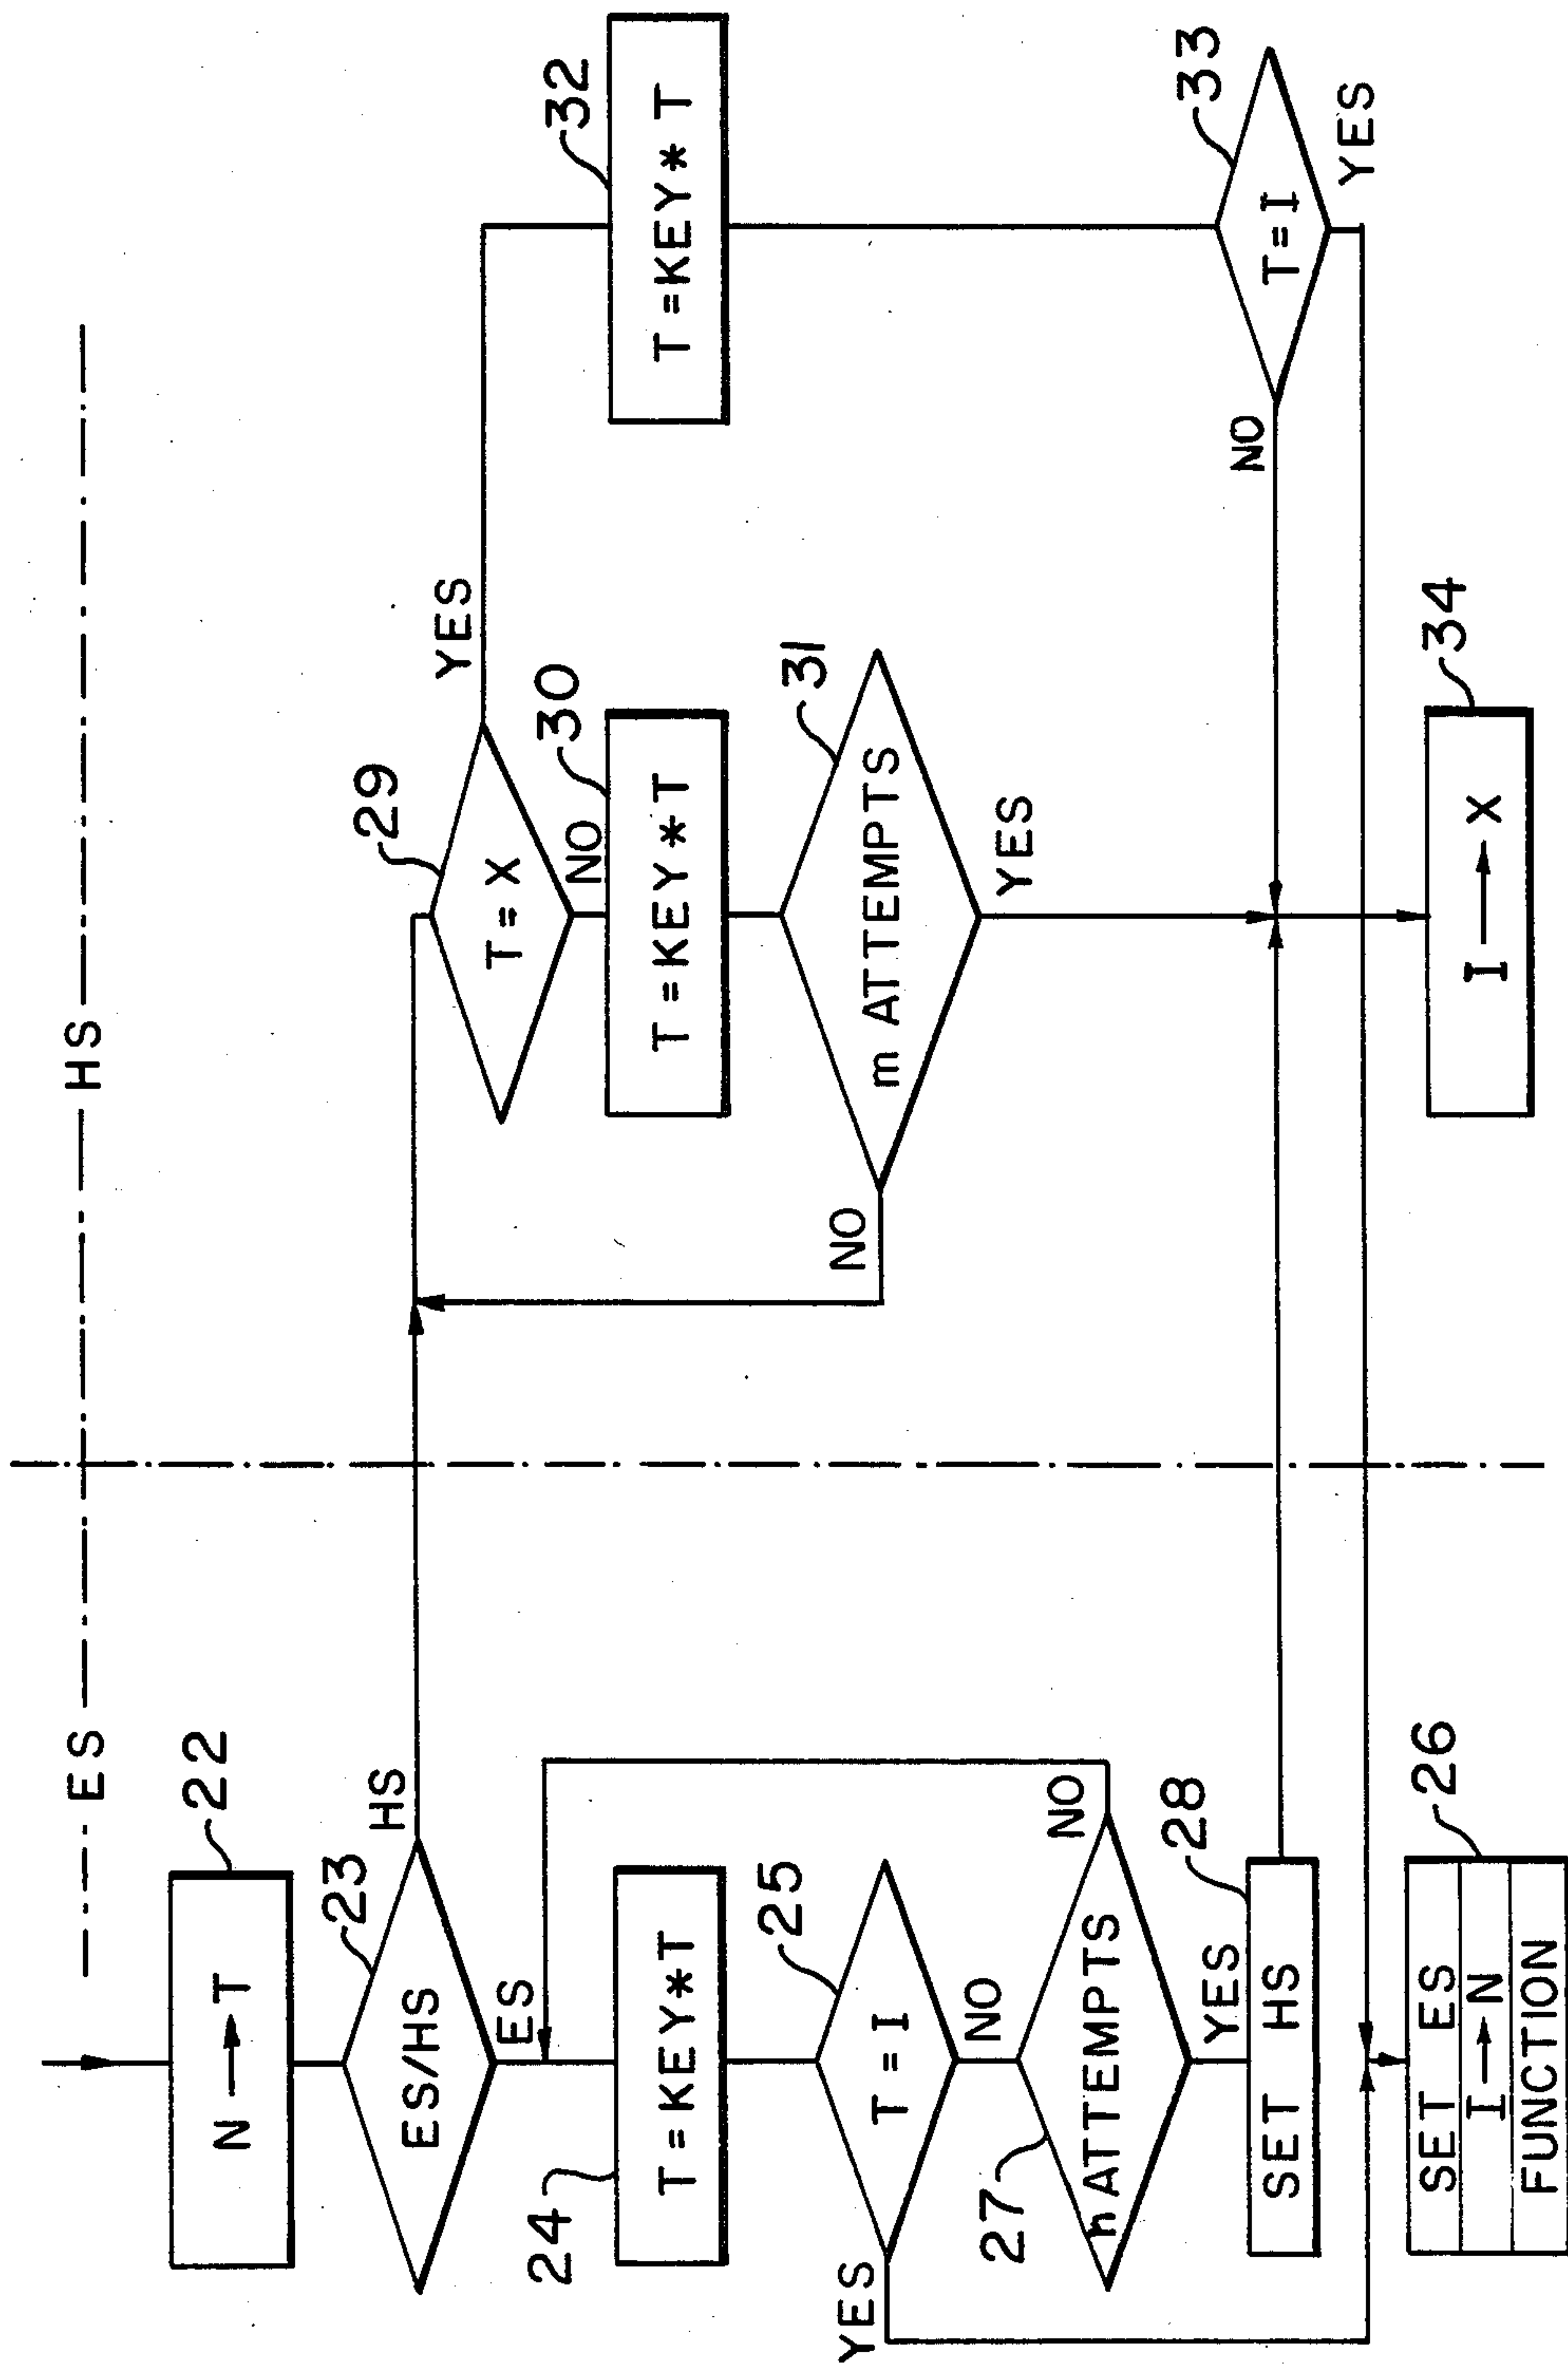 ES
HS
22
N → T
23
ES/HS
HS
ES
24
T = KEY * T
25
T = I
YES
NO
27
n ATTEMPTS
NO
YES
28
SET HS
26
SET ES
I → N
FUNCTION
29
T = X
YES
NO
30
T = KEY * T
31
m ATTEMPTS
NO
YES
32
T = KEY * T
33
T = I
NO
YES
34
I → X